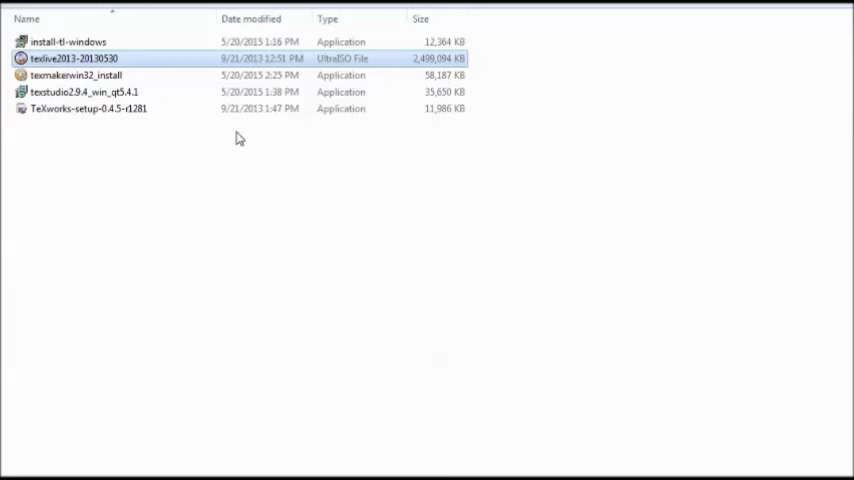 Name Date modified Type Size
install-tl-windows 5/20/2015 1:16 PM Application 12,364 KB
texlive2013-20130530 9/21/2013 12:51 PM UltraISO File 2,499,094 KB
texmakerwin32_install 5/20/2015 2:25 PM Application 58,187 KB
texstudio2.9.4_win_qt5.4.1 5/20/2015 1:38 PM Application 35,650 KB
TeXworks-setup-0.4.5-r1281 9/21/2013 1:47 PM Application 11,986 KB